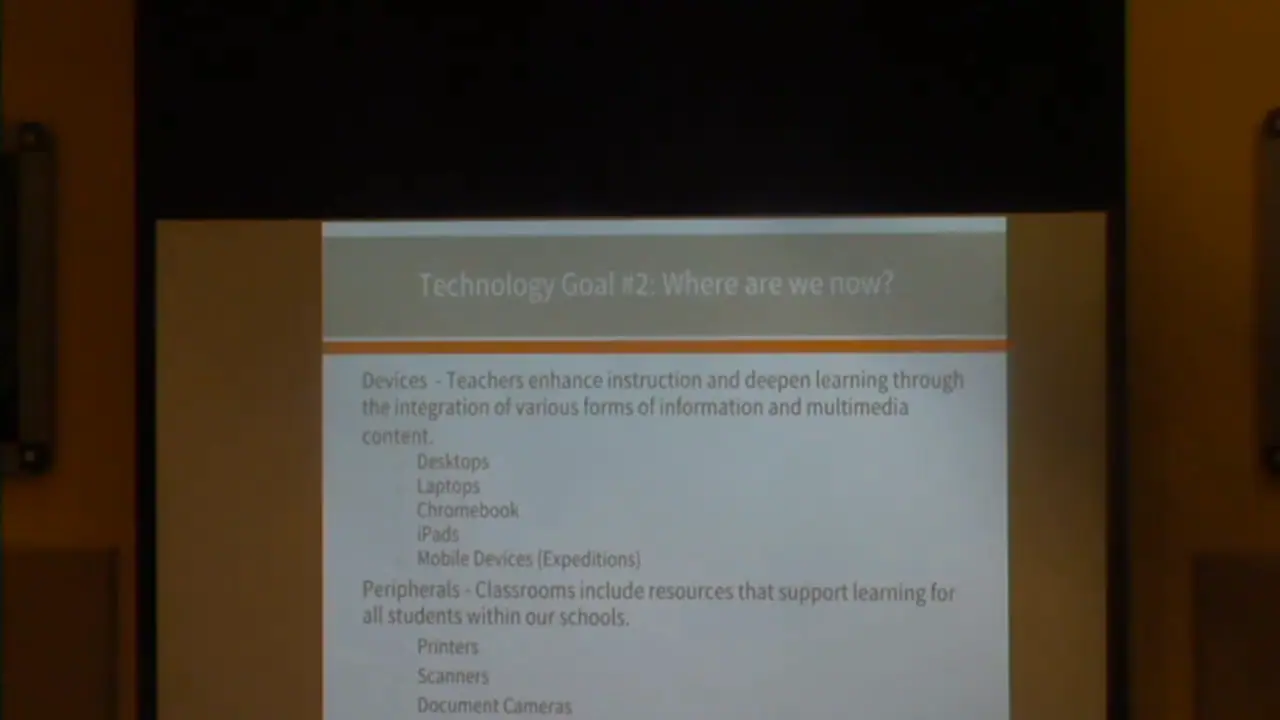 Technology Goal #2: Where are we now?
Devices - Teachers enhance instruction and deepen learning through
the integration of various forms of information and multimedia
content.
Desktops
Laptops
Chromebook
iPads
Mobile Devices (Expeditions)
Peripherals - Classrooms include resources that support learning for
all students within our schools.
Printers
Scanners
Document Cameras